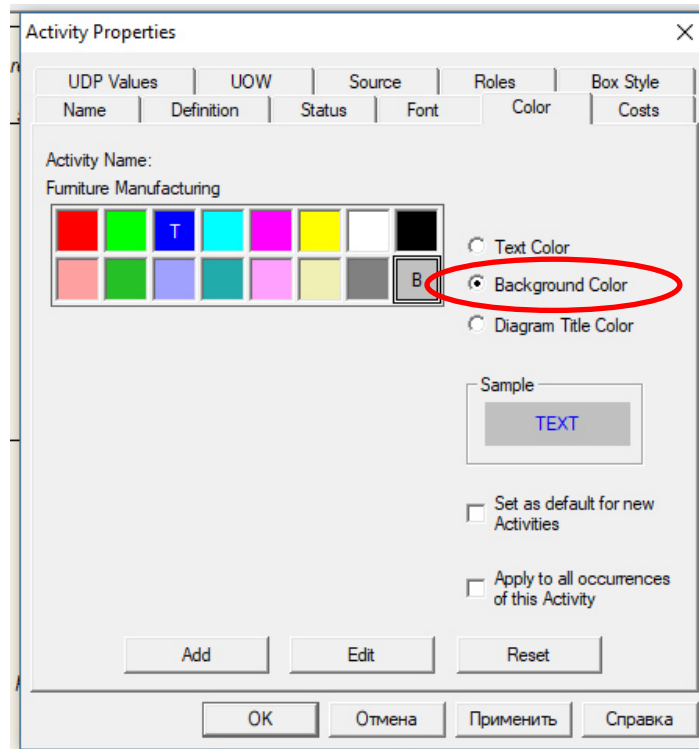 Activity Properties
UDP Values UOW Source Roles Box Style
Name Definition Status Font Color Costs
Activity Name:
Furniture Manufacturing
T
B
Text Color
Background Color
Diagram Title Color
Sample
TEXT
Set as default for new
Activities
Apply to all occurrences
of this Activity
Add Edit Reset
OK Отмена Применить Справка